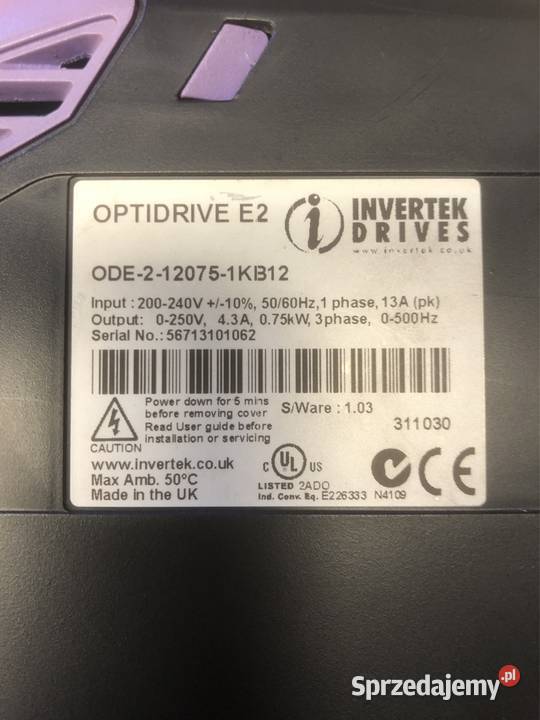 OPTIDRIVE E2
INVERTEK
DRIVES
www.invertek.co.uk
ODE-2-12075-1KB12
Input : 200-240V +/-10%, 50/60Hz,1 phase, 13A (pk)
Output: 0-250V, 4.3A, 0.75kW, 3phase, 0-500Hz
Serial No.: 56713101062
Power down for 5 mins
before removing cover
Read User guide before
Installation or servicing
CAUTION
S/Ware : 1.03
311030
www.invertek.co.uk
Max Amb. 50°C
Made in the UK
C UL US
LISTED 2ADO
Ind. Conv. Eq. E226333
N4109
CE
Sprzedajemy.pl